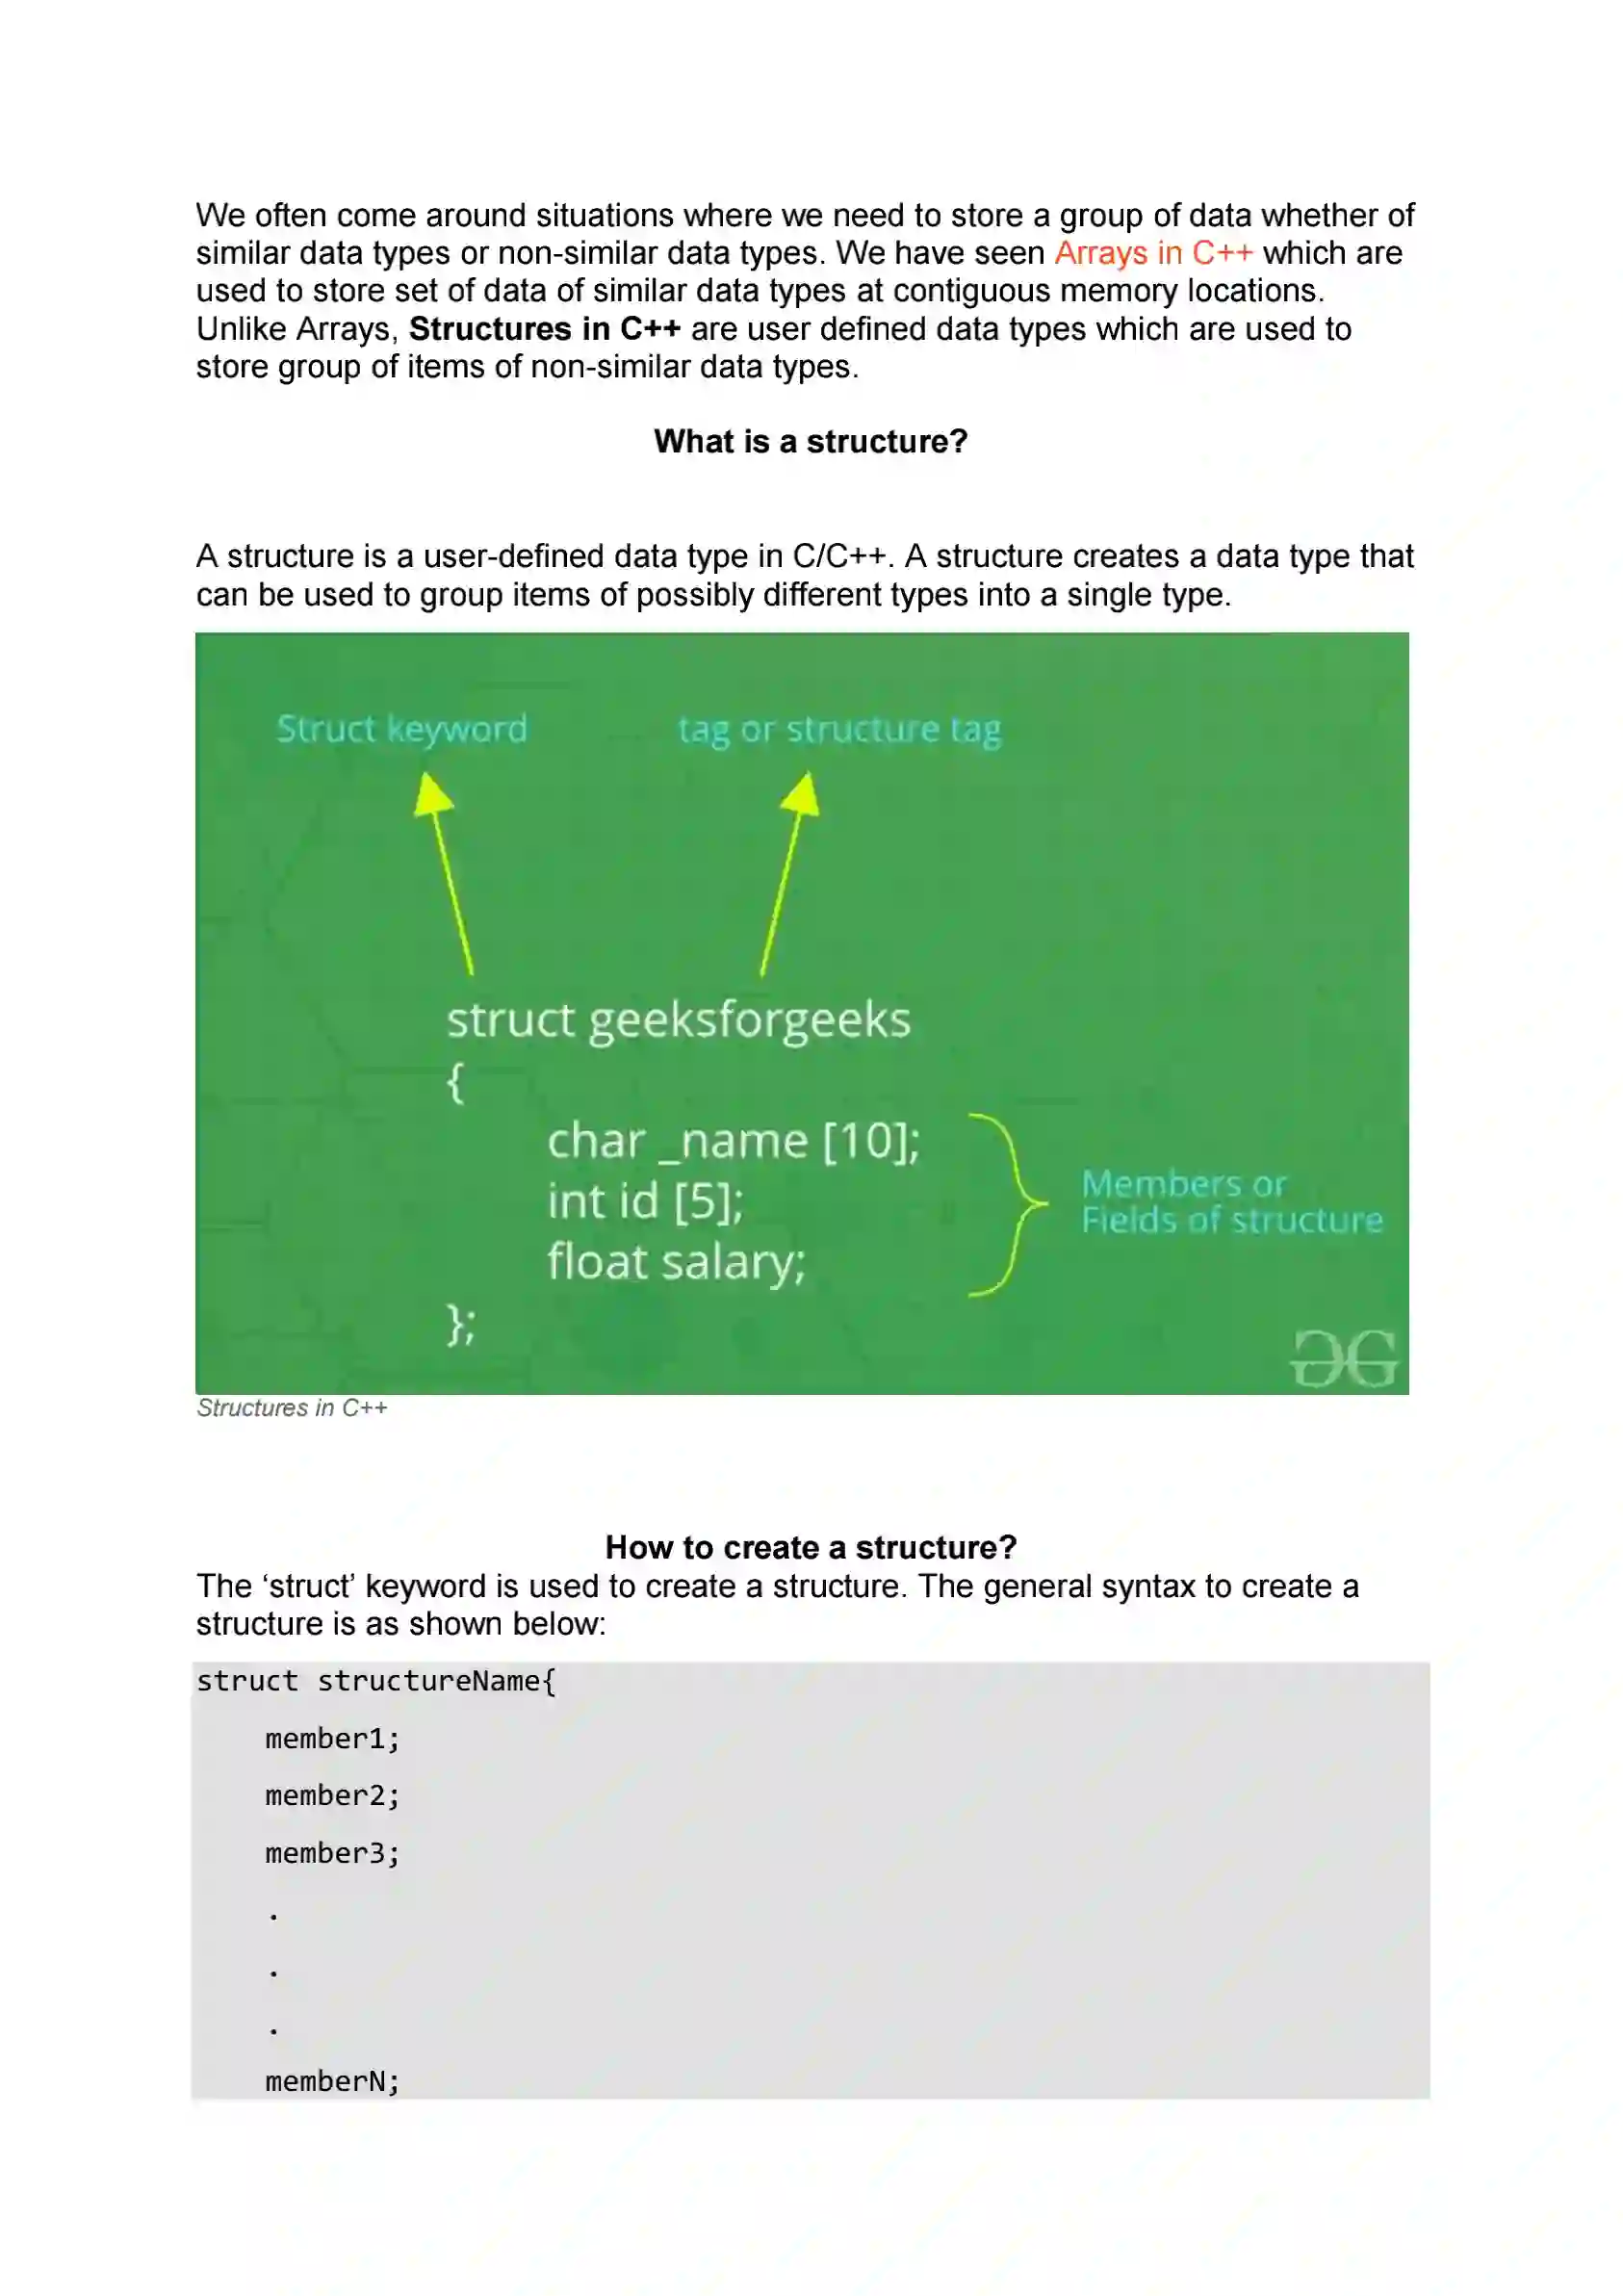 We often come around situations where we need to store a group of data whether of
similar data types or non-similar data types. We have seen Arrays in C++ which are
used to store set of data of similar data types at contiguous memory locations.
Unlike Arrays, Structures in C++ are user defined data types which are used to
store group of items of non-similar data types.
What is a structure?
A structure is a user-defined data type in C/C++. A structure creates a data type that
can be used to group items of possibly different types into a single type.
Struct keyword tag or structure tag
struct geeksforgeeks
{
char _name [10];
int id [5];
float salary;
};
Members or
Fields of structure
Structures in C++
How to create a structure?
The ‘struct’ keyword is used to create a structure. The general syntax to create a
structure is as shown below:
struct structureName{
member1;
member2;
member3;
.
.
.
memberN;